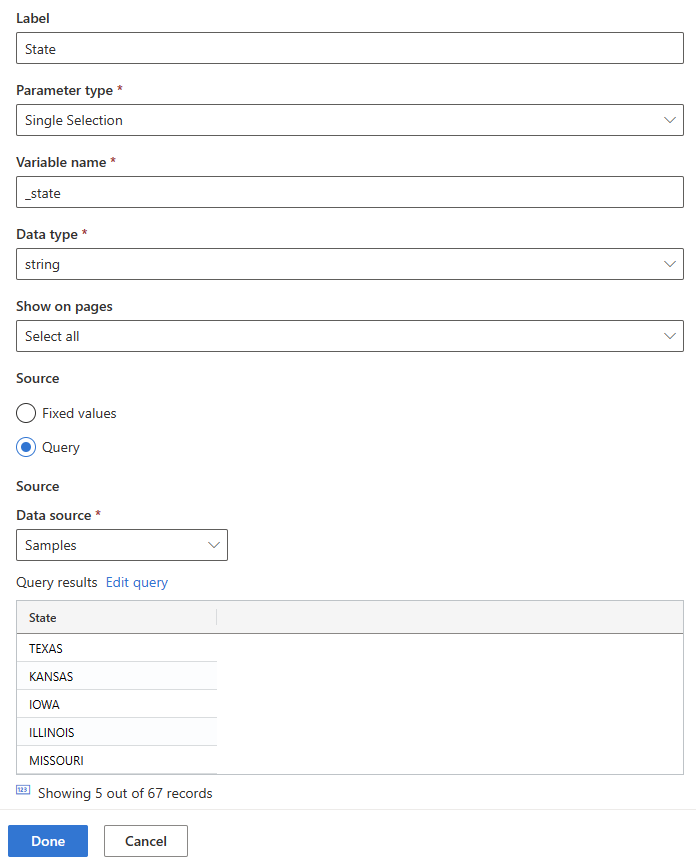 Label
State
Parameter type *
Single Selection
Variable name *
_state
Data type *
string
Show on pages
Select all
Source
Fixed values
Query
Source
Data source *
Samples
Query results Edit query
State
TEXAS
KANSAS
IOWA
ILLINOIS
MISSOURI
123 Showing 5 out of 67 records
Done Cancel